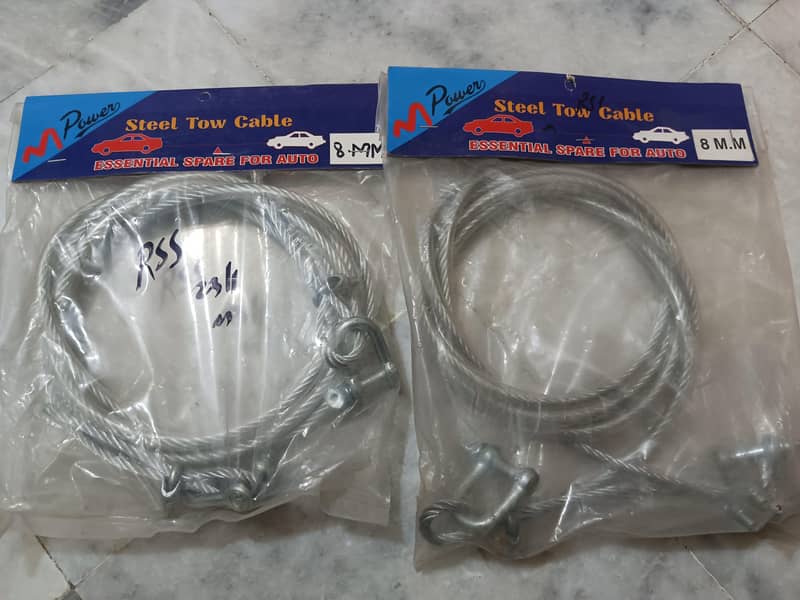 M Power
Steel Tow Cable
ESSENTIAL SPARE FOR AUTO
8.MM
RSS
M Power
Steel Tow Cable
ESSENTIAL SPARE FOR AUTO
8 M.M